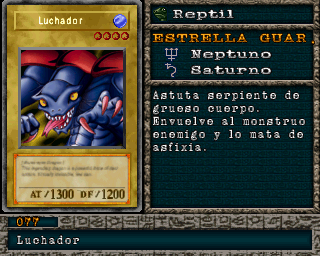 Luchador
Reptil
ESTRELLA GUAR.
Neptuno
Saturno
Astuta serpiente de
grueso cuerpo.
Envuelve al monstruo
enemigo y lo mata de
asfixia.
AT/1300 DF/1200
077
Luchador